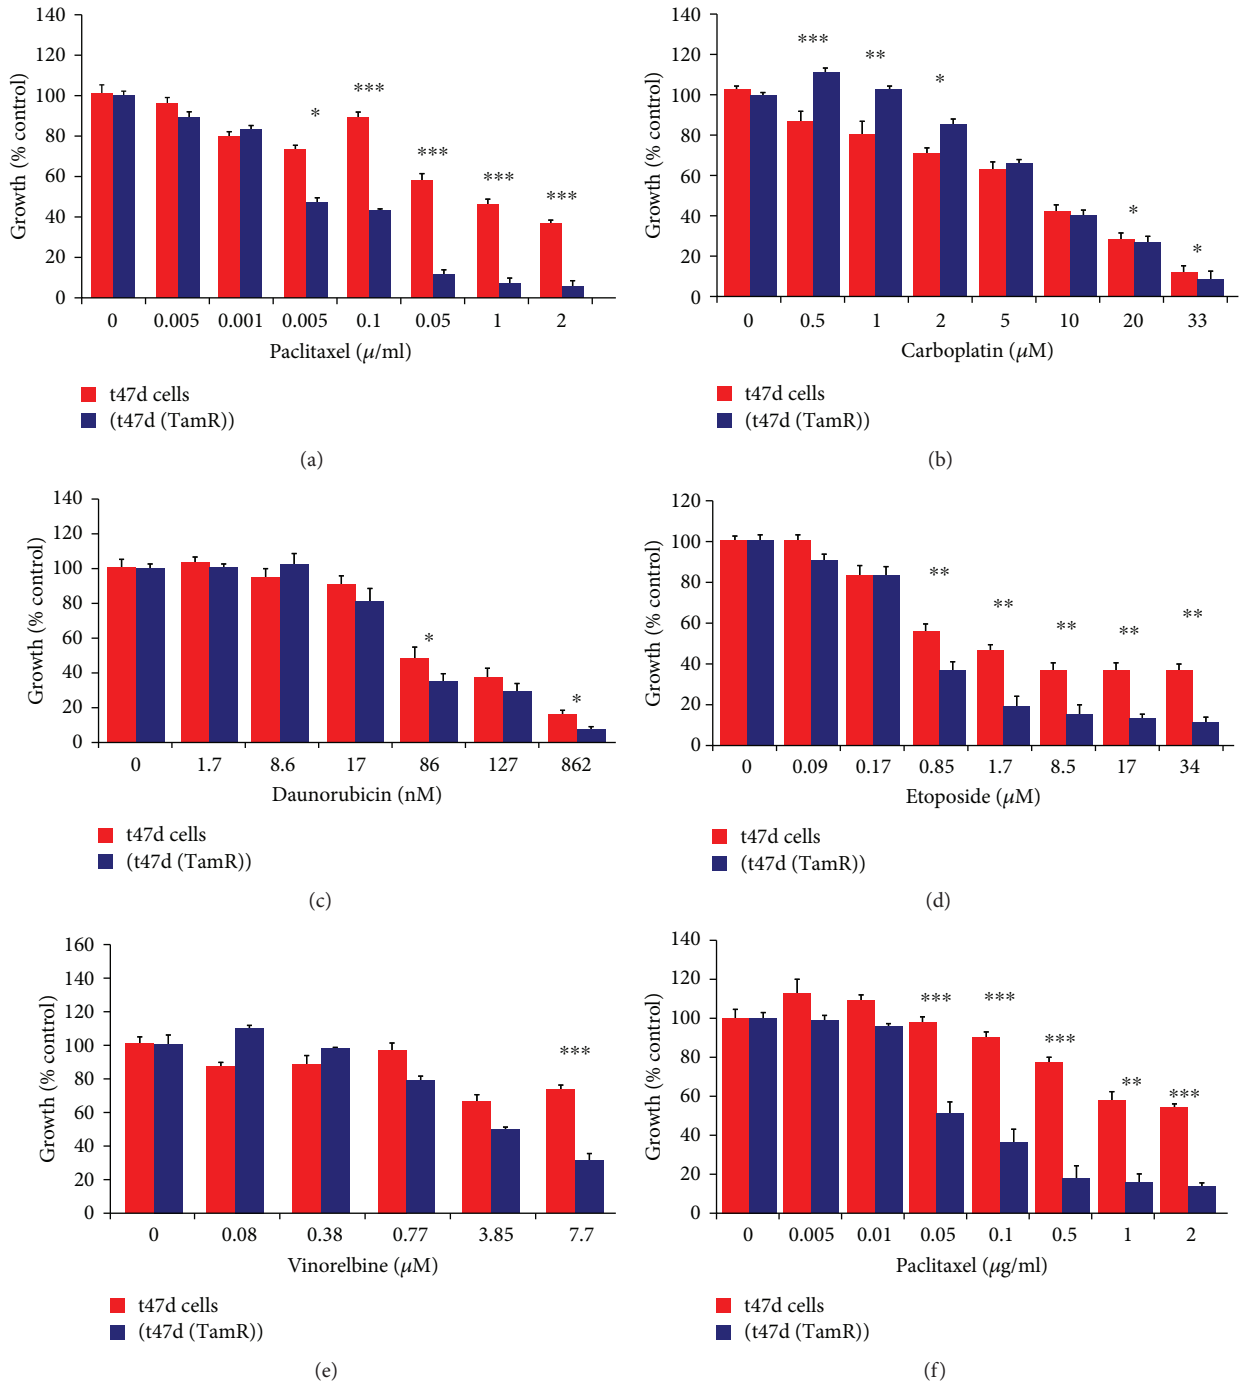 140
120
100
80
60
40
20
0
Growth (% control)
*
***
***
***
***
0 0.005 0.001 0.005 0.1 0.05 1 2
Paclitaxel (μ/ml)
t47d cells
(t47d (TamR))
(a)
140
120
100
80
60
40
20
0
Growth (% control)
***
**
*
*
*
0 0.5 1 2 5 10 20 33
Carboplatin (μM)
t47d cells
(t47d (TamR))
(b)
140
120
100
80
60
40
20
0
Growth (% control)
*
*
0 1.7 8.6 17 86 127 862
Daunorubicin (nM)
t47d cells
(t47d (TamR))
(c)
120
100
80
60
40
20
0
Growth (% control)
**
**
**
**
**
0 0.09 0.17 0.85 1.7 8.5 17 34
Etoposide (μM)
t47d cells
(t47d (TamR))
(d)
160
140
120
100
80
60
40
20
0
Growth (% control)
***
0 0.08 0.38 0.77 3.85 7.7
Vinorelbine (μM)
t47d cells
(t47d (TamR))
(e)
140
120
100
80
60
40
20
0
Growth (% control)
***
***
***
**
***
0 0.005 0.01 0.05 0.1 0.5 1 2
Paclitaxel (μg/ml)
t47d cells
(t47d (TamR))
(f)